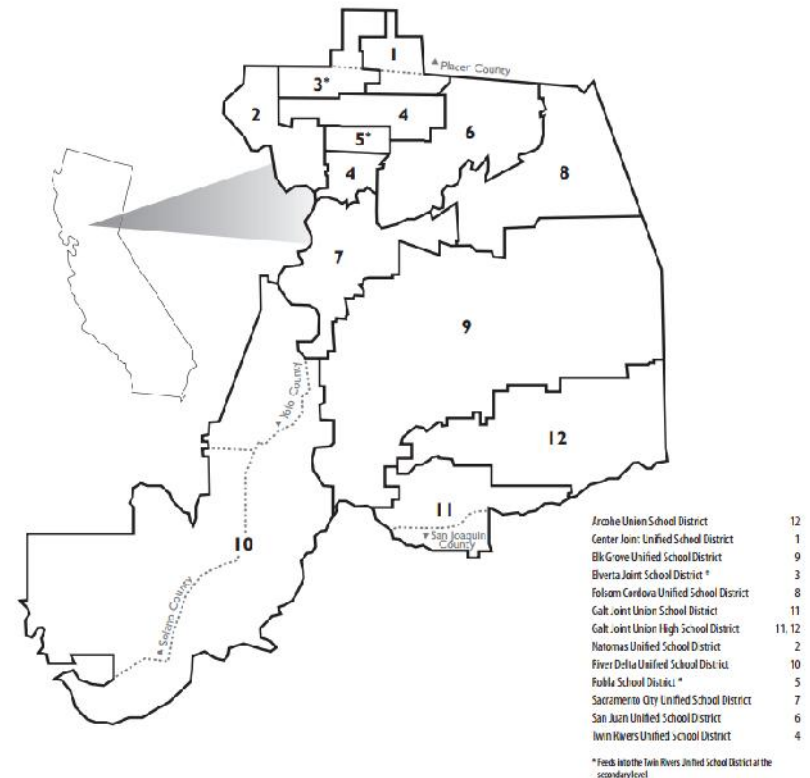 1
▲ Placer County
3*
2
4
6
5*
4
8
7
9
▲ Yolo County
12
11
▼ San Joaquin
County
10
▲ Solano County
Arcohe Union School District 12
Center Joint Unified School District 1
Elk Grove Unified School District 9
Elverta Joint School District * 3
Folsom Cordova Unified School District 8
Galt Joint Union School District 11
Galt Joint Union High School District 11, 12
Natomas Unified School District 2
River Delta Unified School District 10
Robla School District * 5
Sacramento City Unified School District 7
San Juan Unified School District 6
Twin Rivers Unified School District 4
* Feeds into the Twin Rivers Unified School District at the
secondary level